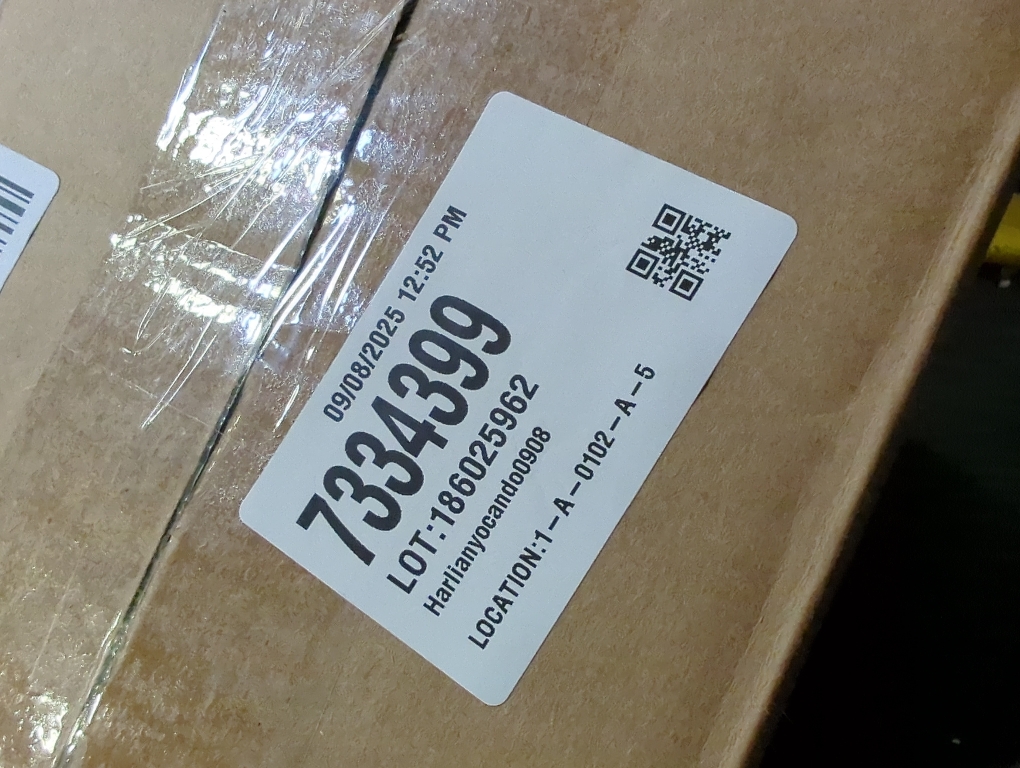 09/08/2025 12:52 PM
7334399
LOT:186025962
Harlianyocando0908
LOCATION:1-A-0102-A-5